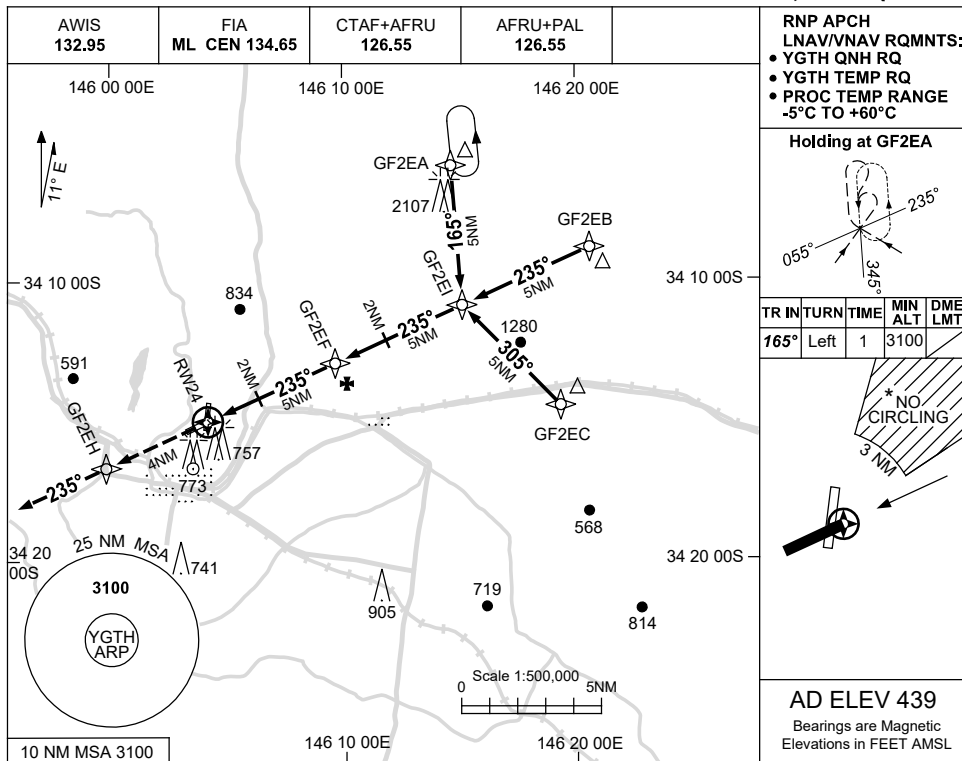 AWIS
132.95
FIA
ML CEN 134.65
CTAF+AFRU
126.55
AFRU+PAL
126.55
RNP APCH
LNAV/VNAV RQMNTS:
• YGTH QNH RQ
• YGTH TEMP RQ
• PROC TEMP RANGE
-5°C TO +60°C
146 00 00E
146 10 00E
146 20 00E
11° E
GF2EA
2107
165°
5NM
GF2EB
235°
5NM
GF2EI
34 10 00S
34 10 00S
834
GF2EF
2NM
235°
5NM
1280
305°
5NM
GF2EC
591
RW24
2NM
235°
5NM
GF2EH
4NM
757
773
235°
568
34 20
00S
34 20 00S
25 NM MSA
3100
YGTH
ARP
741
905
719
814
Scale 1:500,000
0
5NM
10 NM MSA 3100
146 10 00E
146 20 00E
Holding at GF2EA
235°
055°
345°
TR IN
TURN
TIME
MIN
ALT
DME
LMT
165°
Left
1
3100
* NO
CIRCLING
3 NM
AD ELEV 439
Bearings are Magnetic
Elevations in FEET AMSL